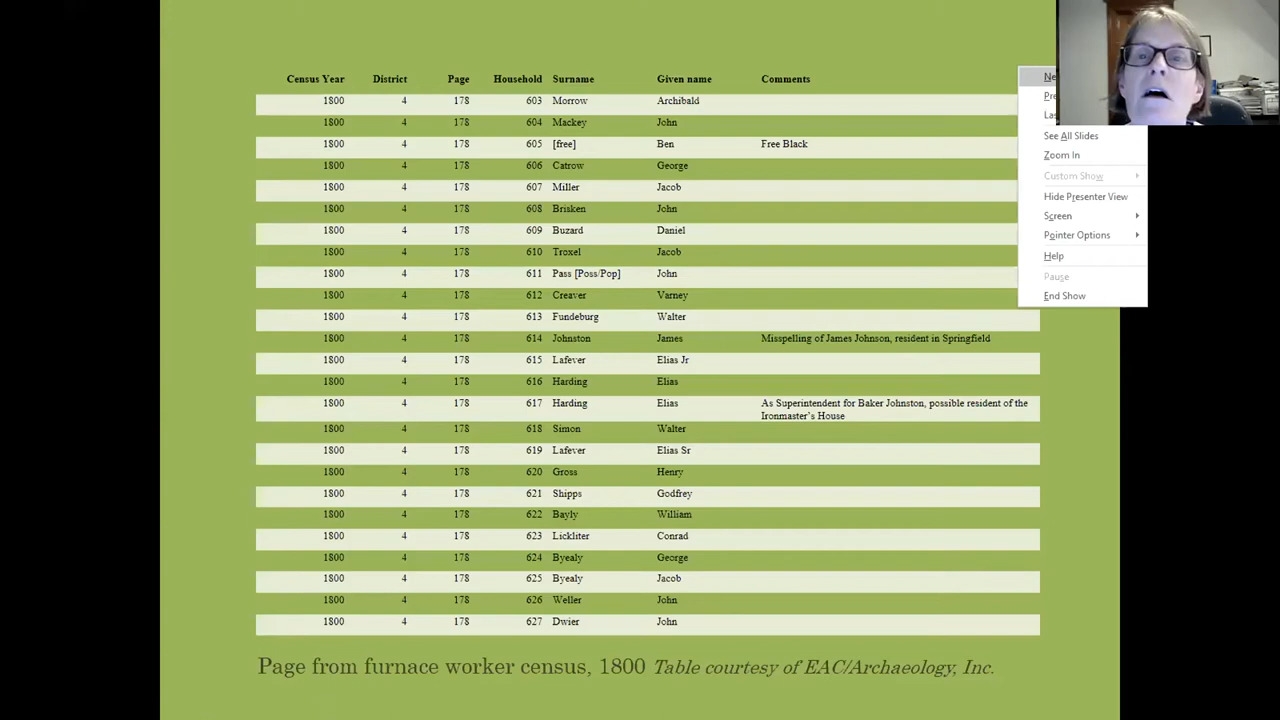 Census Year District Page Household Surname Given name Comments
1800 4 178 603 Morrow Archibald
1800 4 178 604 Mackey John
1800 4 178 605 [free] Ben Free Black
1800 4 178 606 Catrow George
1800 4 178 607 Miller Jacob
1800 4 178 608 Brisken John
1800 4 178 609 Buzard Daniel
1800 4 178 610 Troxel Jacob
1800 4 178 611 Pass [Poss/Pop] John
1800 4 178 612 Creaver Varney
1800 4 178 613 Fundeburg Walter
1800 4 178 614 Johnston James Misspelling of James Johnson, resident in Springfield
1800 4 178 615 Lafever Elias Jr
1800 4 178 616 Harding Elias
1800 4 178 617 Harding Elias As Superintendent for Baker Johnston, possible resident of the
Ironmaster's House
1800 4 178 618 Simon Walter
1800 4 178 619 Lafever Elias Sr
1800 4 178 620 Gross Henry
1800 4 178 621 Shipps Godfrey
1800 4 178 622 Bayly William
1800 4 178 623 Lickliter Conrad
1800 4 178 624 Byealy George
1800 4 178 625 Byealy Jacob
1800 4 178 626 Weller John
1800 4 178 627 Dwier John
Page from furnace worker census, 1800 Table courtesy of EAC/Archaeology, Inc.
Ne
Pre
Las
See All Slides
Zoom In
Custom Show
Hide Presenter View
Screen
Pointer Options
Help
Pause
End Show